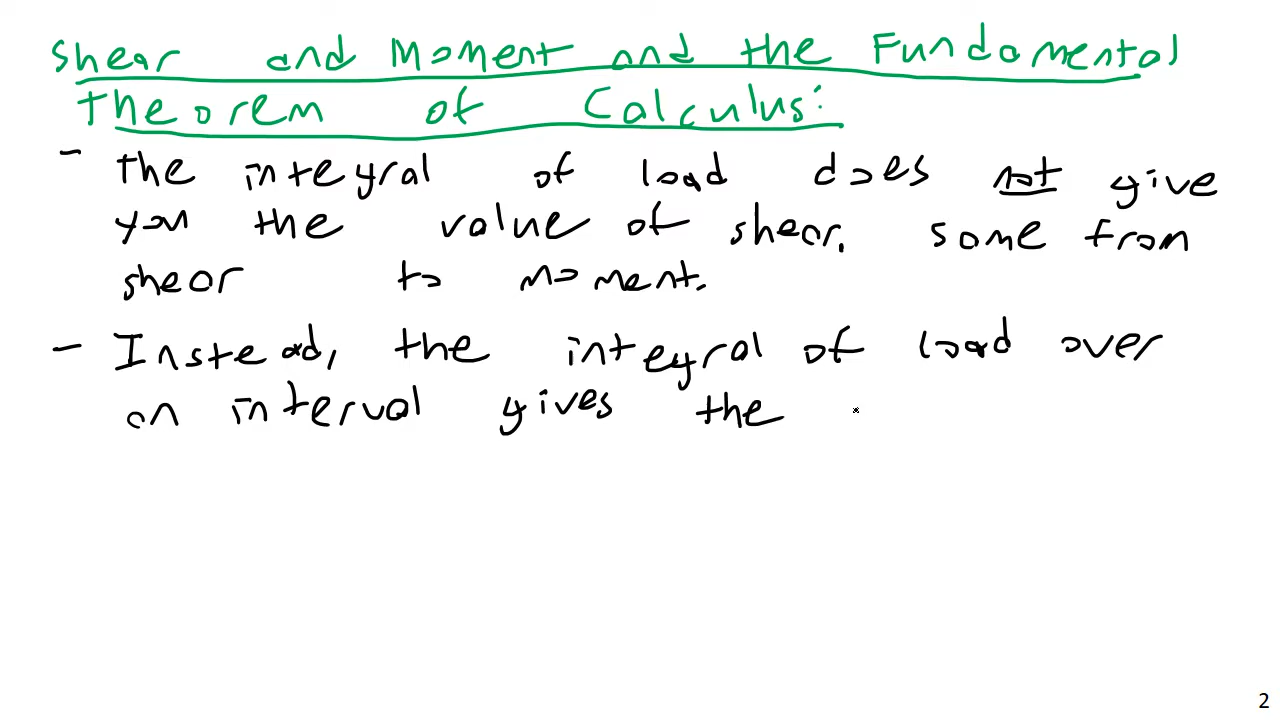 Shear and Moment and the Fundamental
Theorem of Calculus:
- The integral of load does not give
you the value of shear. Same from
shear to moment.
- Instead, the integral of load over
an interval gives the
2